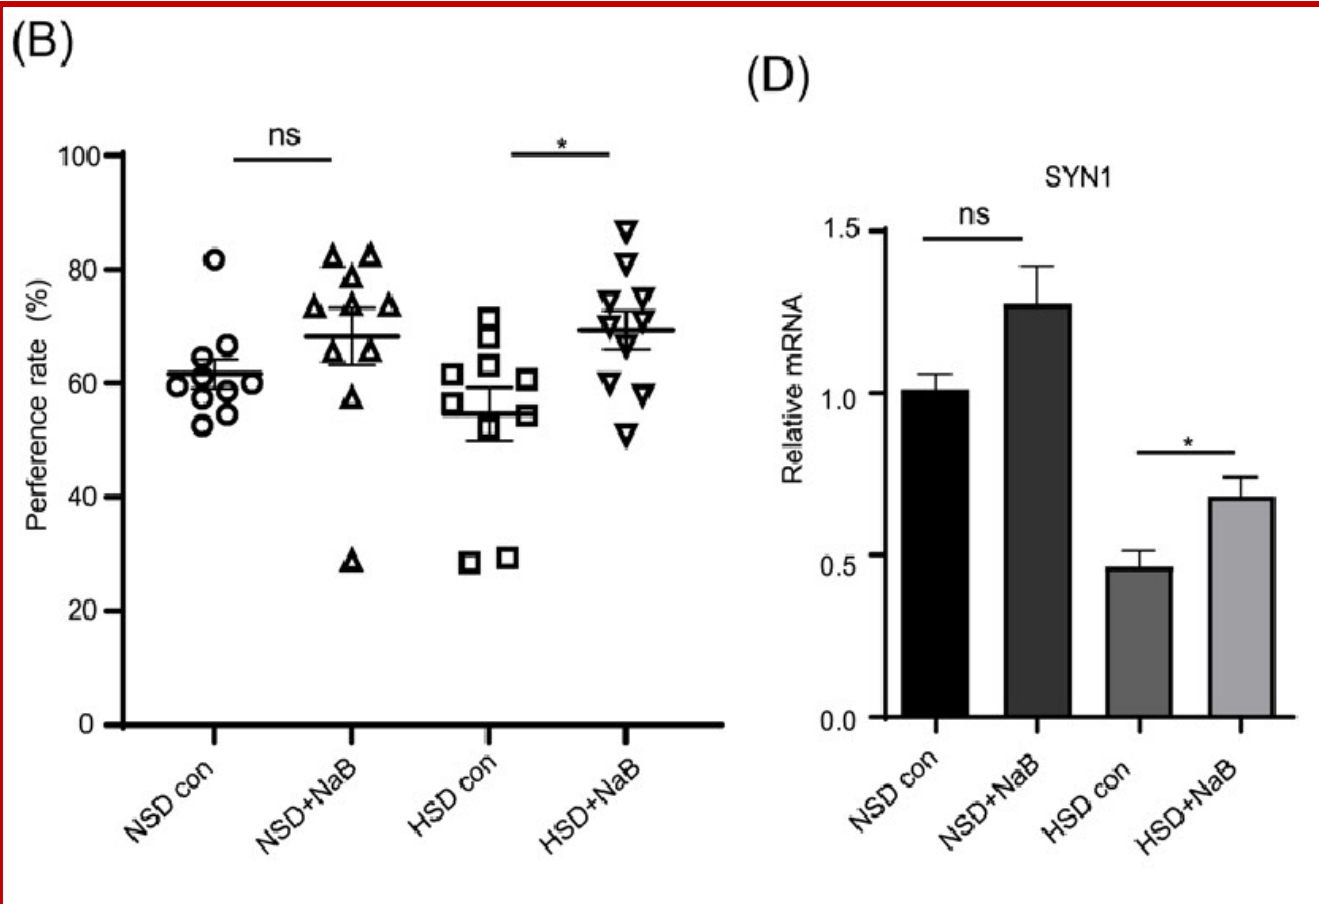 (B)
ns
*
100
80
60
40
20
0
Perference rate (%)
NSD con
NSD+NaB
HSD con
HSD+NaB
(D)
SYN1
ns
*
1.5
1.0
0.5
0.0
Relative mRNA
NSD con
NSD+NaB
HSD con
HSD+NaB